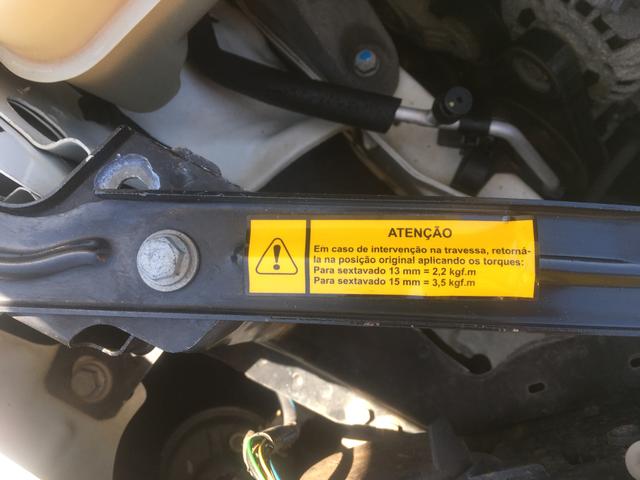 ATENÇÃO
Em caso de intervenção na travessa, retorná-
la na posição original aplicando os torques:
Para sextavado 13 mm = 2,2 kgf.m
Para sextavado 15 mm = 3,5 kgf.m